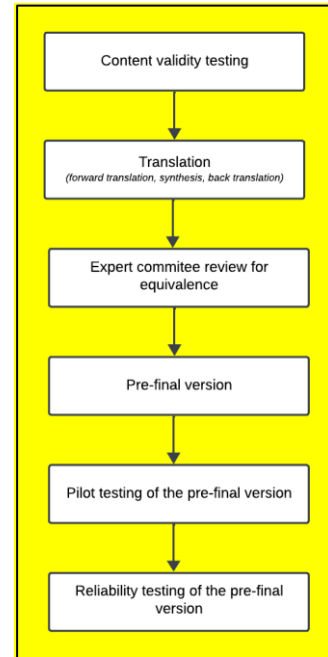 Content validity testing
Translation
(forward translation, synthesis, back translation)
Expert commitee review for
equivalence
Pre-final version
Pilot testing of the pre-final version
Reliability testing of the pre-final
version